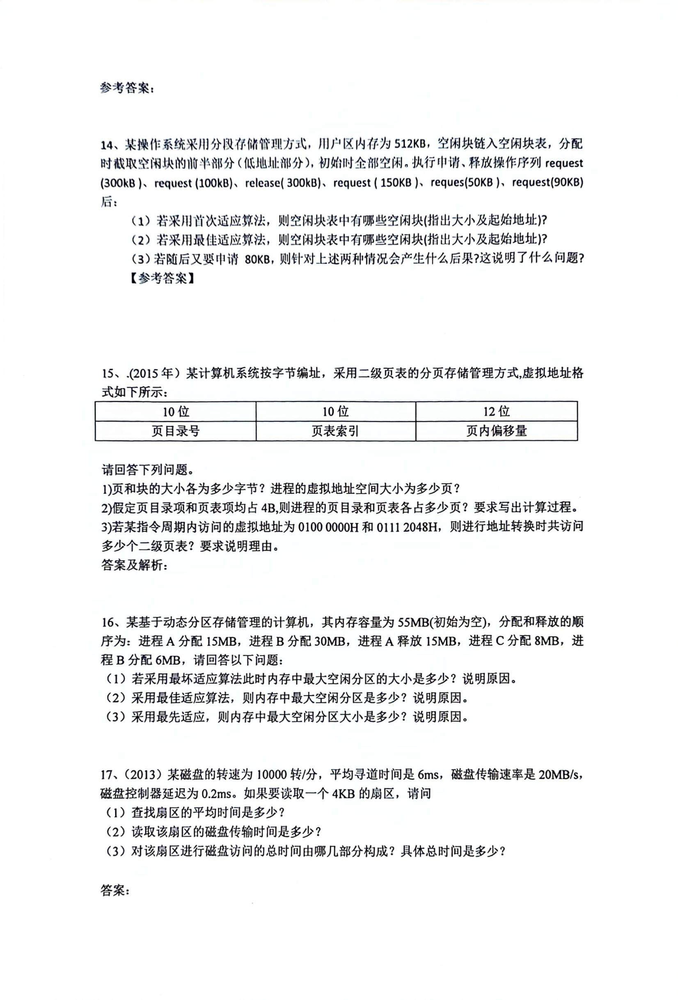 参考答案：
14、某操作系统采用分段存储管理方式，用户区内存为 512KB，空闲块链入空闲块表，分配
时截取空闲块的前半部分（低地址部分），初始时全部空闲。执行申请、释放操作序列 request
(300kB )、request (100kB)、release( 300kB)、request ( 150KB )、reques(50KB )、request(90KB)
后：
（1）若采用首次适应算法，则空闲块表中有哪些空闲块(指出大小及起始地址)?
（2）若采用最佳适应算法，则空闲块表中有哪些空闲块(指出大小及起始地址)?
（3）若随后又要申请 80KB，则针对上述两种情况会产生什么后果?这说明了什么问题?
【参考答案】
15、.(2015 年）某计算机系统按字节编址，采用二级页表的分页存储管理方式,虚拟地址格
式如下所示：
10 位 10 位 12 位
页目录号 页表索引 页内偏移量
请回答下列问题。
1)页和块的大小各为多少字节？进程的虚拟地址空间大小为多少页？
2)假定页目录项和页表项均占 4B,则进程的页目录和页表各占多少页？要求写出计算过程。
3)若某指令周期内访问的虚拟地址为 0100 0000H 和 0111 2048H，则进行地址转换时共访问
多少个二级页表？要求说明理由。
答案及解析：
16、某基于动态分区存储管理的计算机，其内存容量为 55MB(初始为空)，分配和释放的顺
序为：进程 A 分配 15MB，进程 B 分配 30MB，进程 A 释放 15MB，进程 C 分配 8MB，进
程 B 分配 6MB，请回答以下问题：
（1）若采用最坏适应算法此时内存中最大空闲分区的大小是多少？说明原因。
（2）采用最佳适应算法，则内存中最大空闲分区是多少？说明原因。
（3）采用最先适应，则内存中最大空闲分区大小是多少？说明原因。
17、（2013）某磁盘的转速为 10000 转/分，平均寻道时间是 6ms，磁盘传输速率是 20MB/s，
磁盘控制器延迟为 0.2ms。如果要读取一个 4KB 的扇区，请问
（1）查找扇区的平均时间是多少？
（2）读取该扇区的磁盘传输时间是多少？
（3）对该扇区进行磁盘访问的总时间由哪几部分构成？具体总时间是多少？
答案：